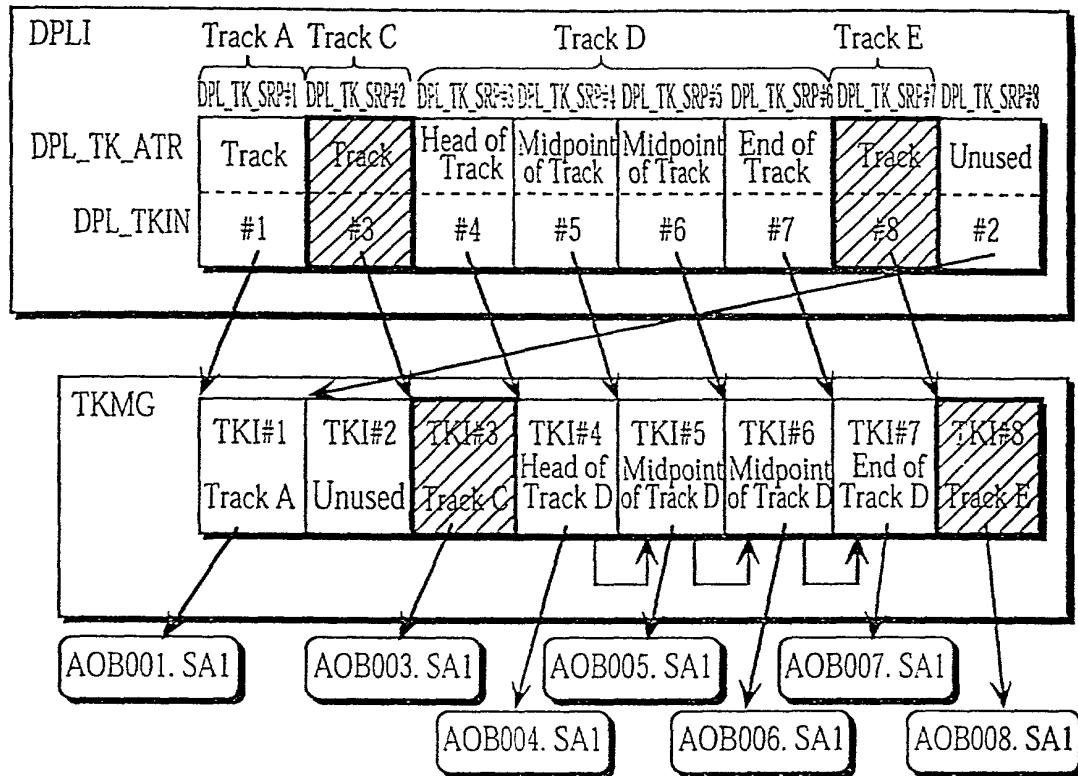 DPLI
Track A Track C Track D Track E
DPL_TK_SRP#1 DPL_TK_SRP#2 DPL_TK_SRP#3 DPL_TK_SRP#4 DPL_TK_SRP#5 DPL_TK_SRP#6 DPL_TK_SRP#7 DPL_TK_SRP#8
DPL_TK_ATR
Track
Track
Head of
Track
Midpoint
of Track
Midpoint
of Track
End of
Track
Track
Unused
DPL_TKIN #1 #3 #4 #5 #6 #7 #8 #2
TKMG
TKI#1
Track A
TKI#2
Unused
TKI#3
Track C
TKI#4
Head of
Track D
TKI#5
Midpoint
of Track D
TKI#6
Midpoint
of Track D
TKI#7
End of
Track D
TKI#8
Track E
AOB001. SA1 AOB003. SA1 AOB005. SA1 AOB007. SA1
AOB004. SA1 AOB006. SA1 AOB008. SA1